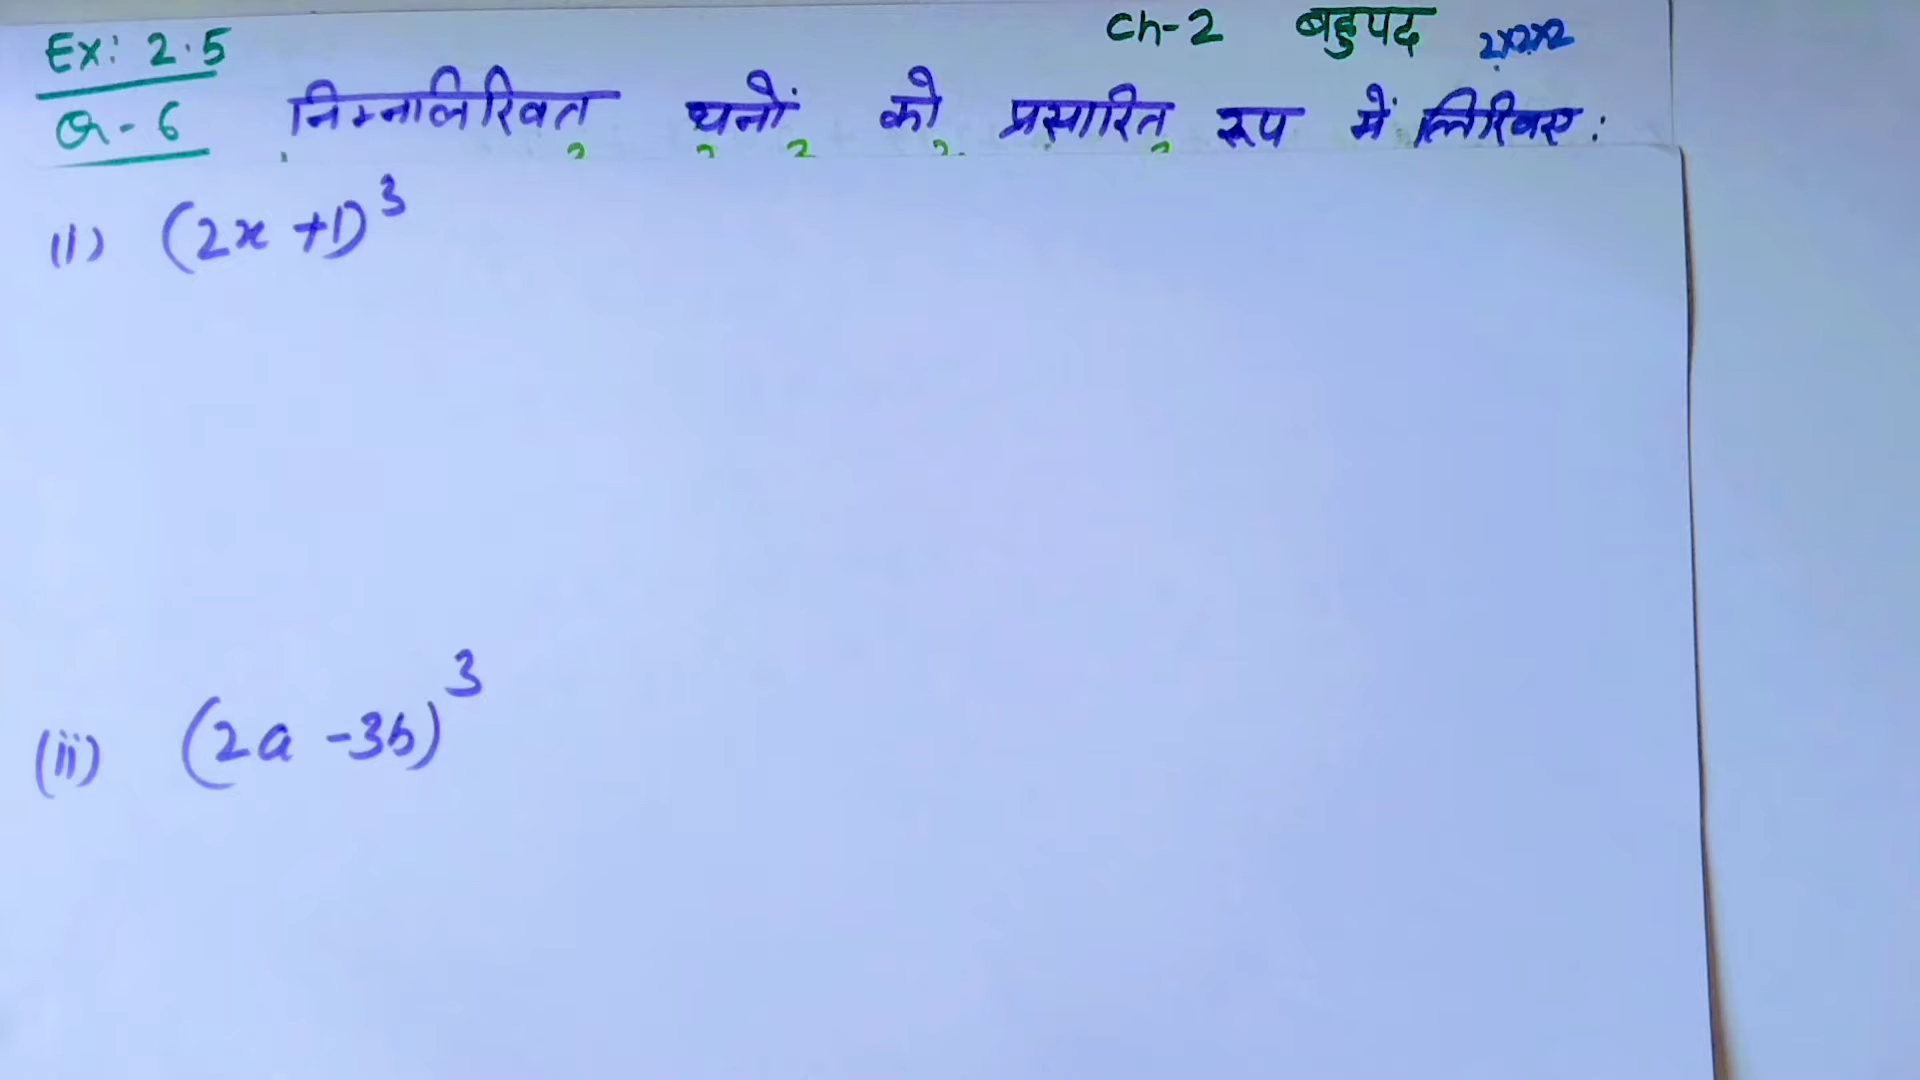 Ex: 2.5 Ch-2 बहुपद 2x2x2
Q-6 निम्नलिखित घनों को प्रसारित रूप में लिखिए:
(i) (2x +1)³
(ii) (2a -3b)³